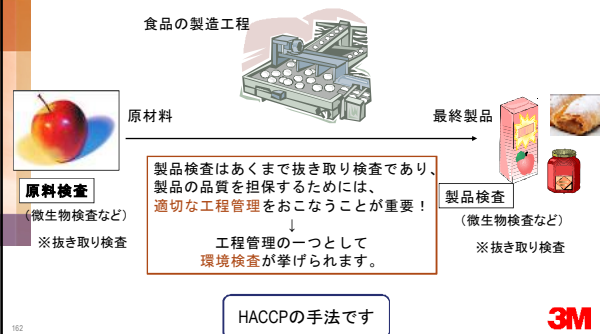 食品の製造工程
原材料
最終製品
原料検査
（微生物検査など）
※抜き取り検査
製品検査はあくまで抜き取り検査であり、
製品の品質を担保するためには、
適切な工程管理をおこなうことが重要！
↓
工程管理の一つとして
環境検査が挙げられます。
製品検査
（微生物検査など）
※抜き取り検査
HACCPの手法です
162
3M